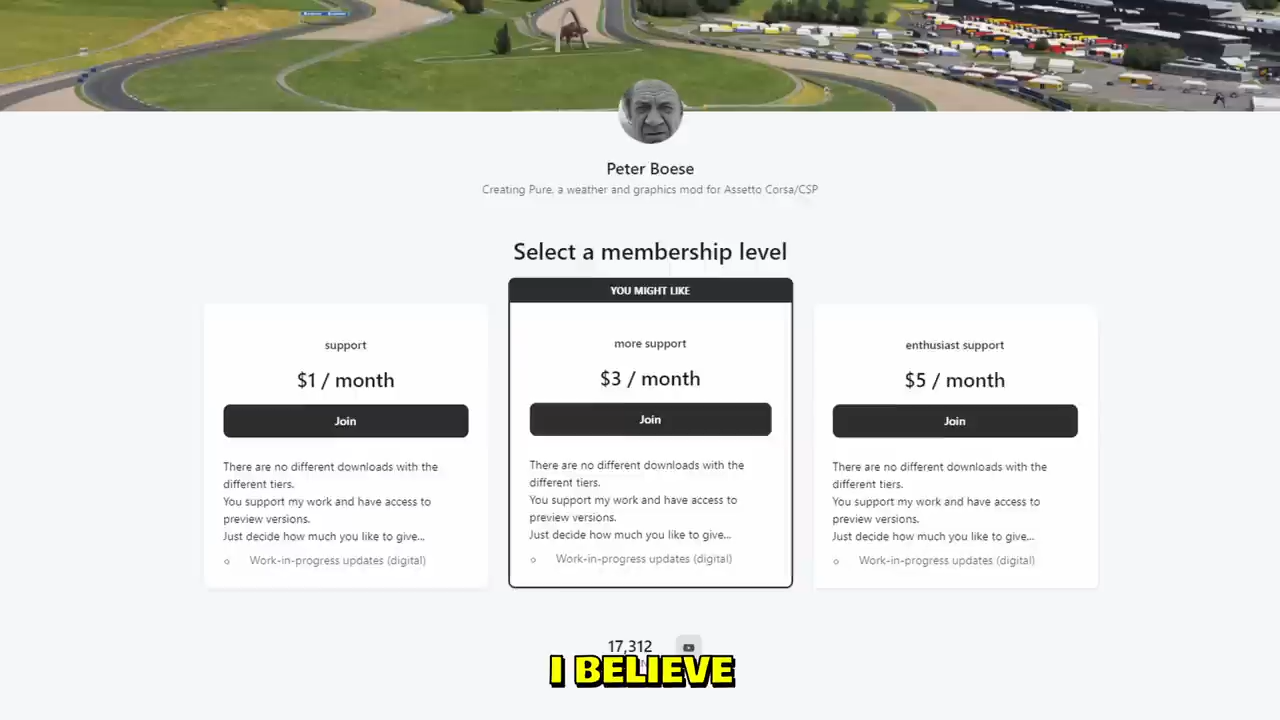 Peter Boese
Creating Pure, a weather and graphics mod for Assetto Corsa/CSP
Select a membership level
YOU MIGHT LIKE
support
$1 / month
Join
There are no different downloads with the
different tiers.
You support my work and have access to
preview versions.
Just decide how much you like to give...
Work-in-progress updates (digital)
more support
$3 / month
Join
There are no different downloads with the
different tiers.
You support my work and have access to
preview versions.
Just decide how much you like to give...
Work-in-progress updates (digital)
enthusiast support
$5 / month
Join
There are no different downloads with the
different tiers.
You support my work and have access to
preview versions.
Just decide how much you like to give...
Work-in-progress updates (digital)
17,312
I BELIEVE